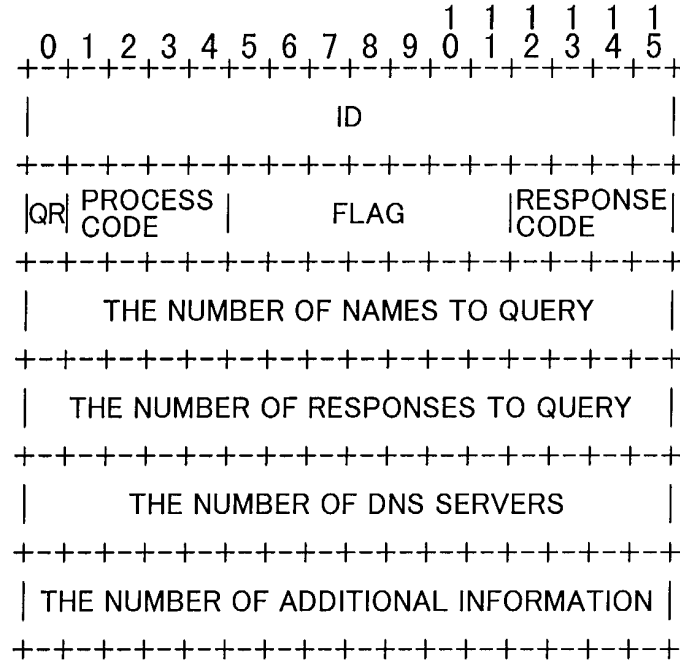 1 1 1 1 1 1
0 1 2 3 4 5 6 7 8 9 0 1 2 3 4 5
+-+-+-+-+-+-+-+-+-+-+-+-+-+-+-+-+
| ID |
+-+-+-+-+-+-+-+-+-+-+-+-+-+-+-+-+
|QR| PROCESS CODE | FLAG |RESPONSE CODE|
+-+-+-+-+-+-+-+-+-+-+-+-+-+-+-+-+
| THE NUMBER OF NAMES TO QUERY |
+-+-+-+-+-+-+-+-+-+-+-+-+-+-+-+-+
| THE NUMBER OF RESPONSES TO QUERY |
+-+-+-+-+-+-+-+-+-+-+-+-+-+-+-+-+
| THE NUMBER OF DNS SERVERS |
+-+-+-+-+-+-+-+-+-+-+-+-+-+-+-+-+
| THE NUMBER OF ADDITIONAL INFORMATION |
+-+-+-+-+-+-+-+-+-+-+-+-+-+-+-+-+